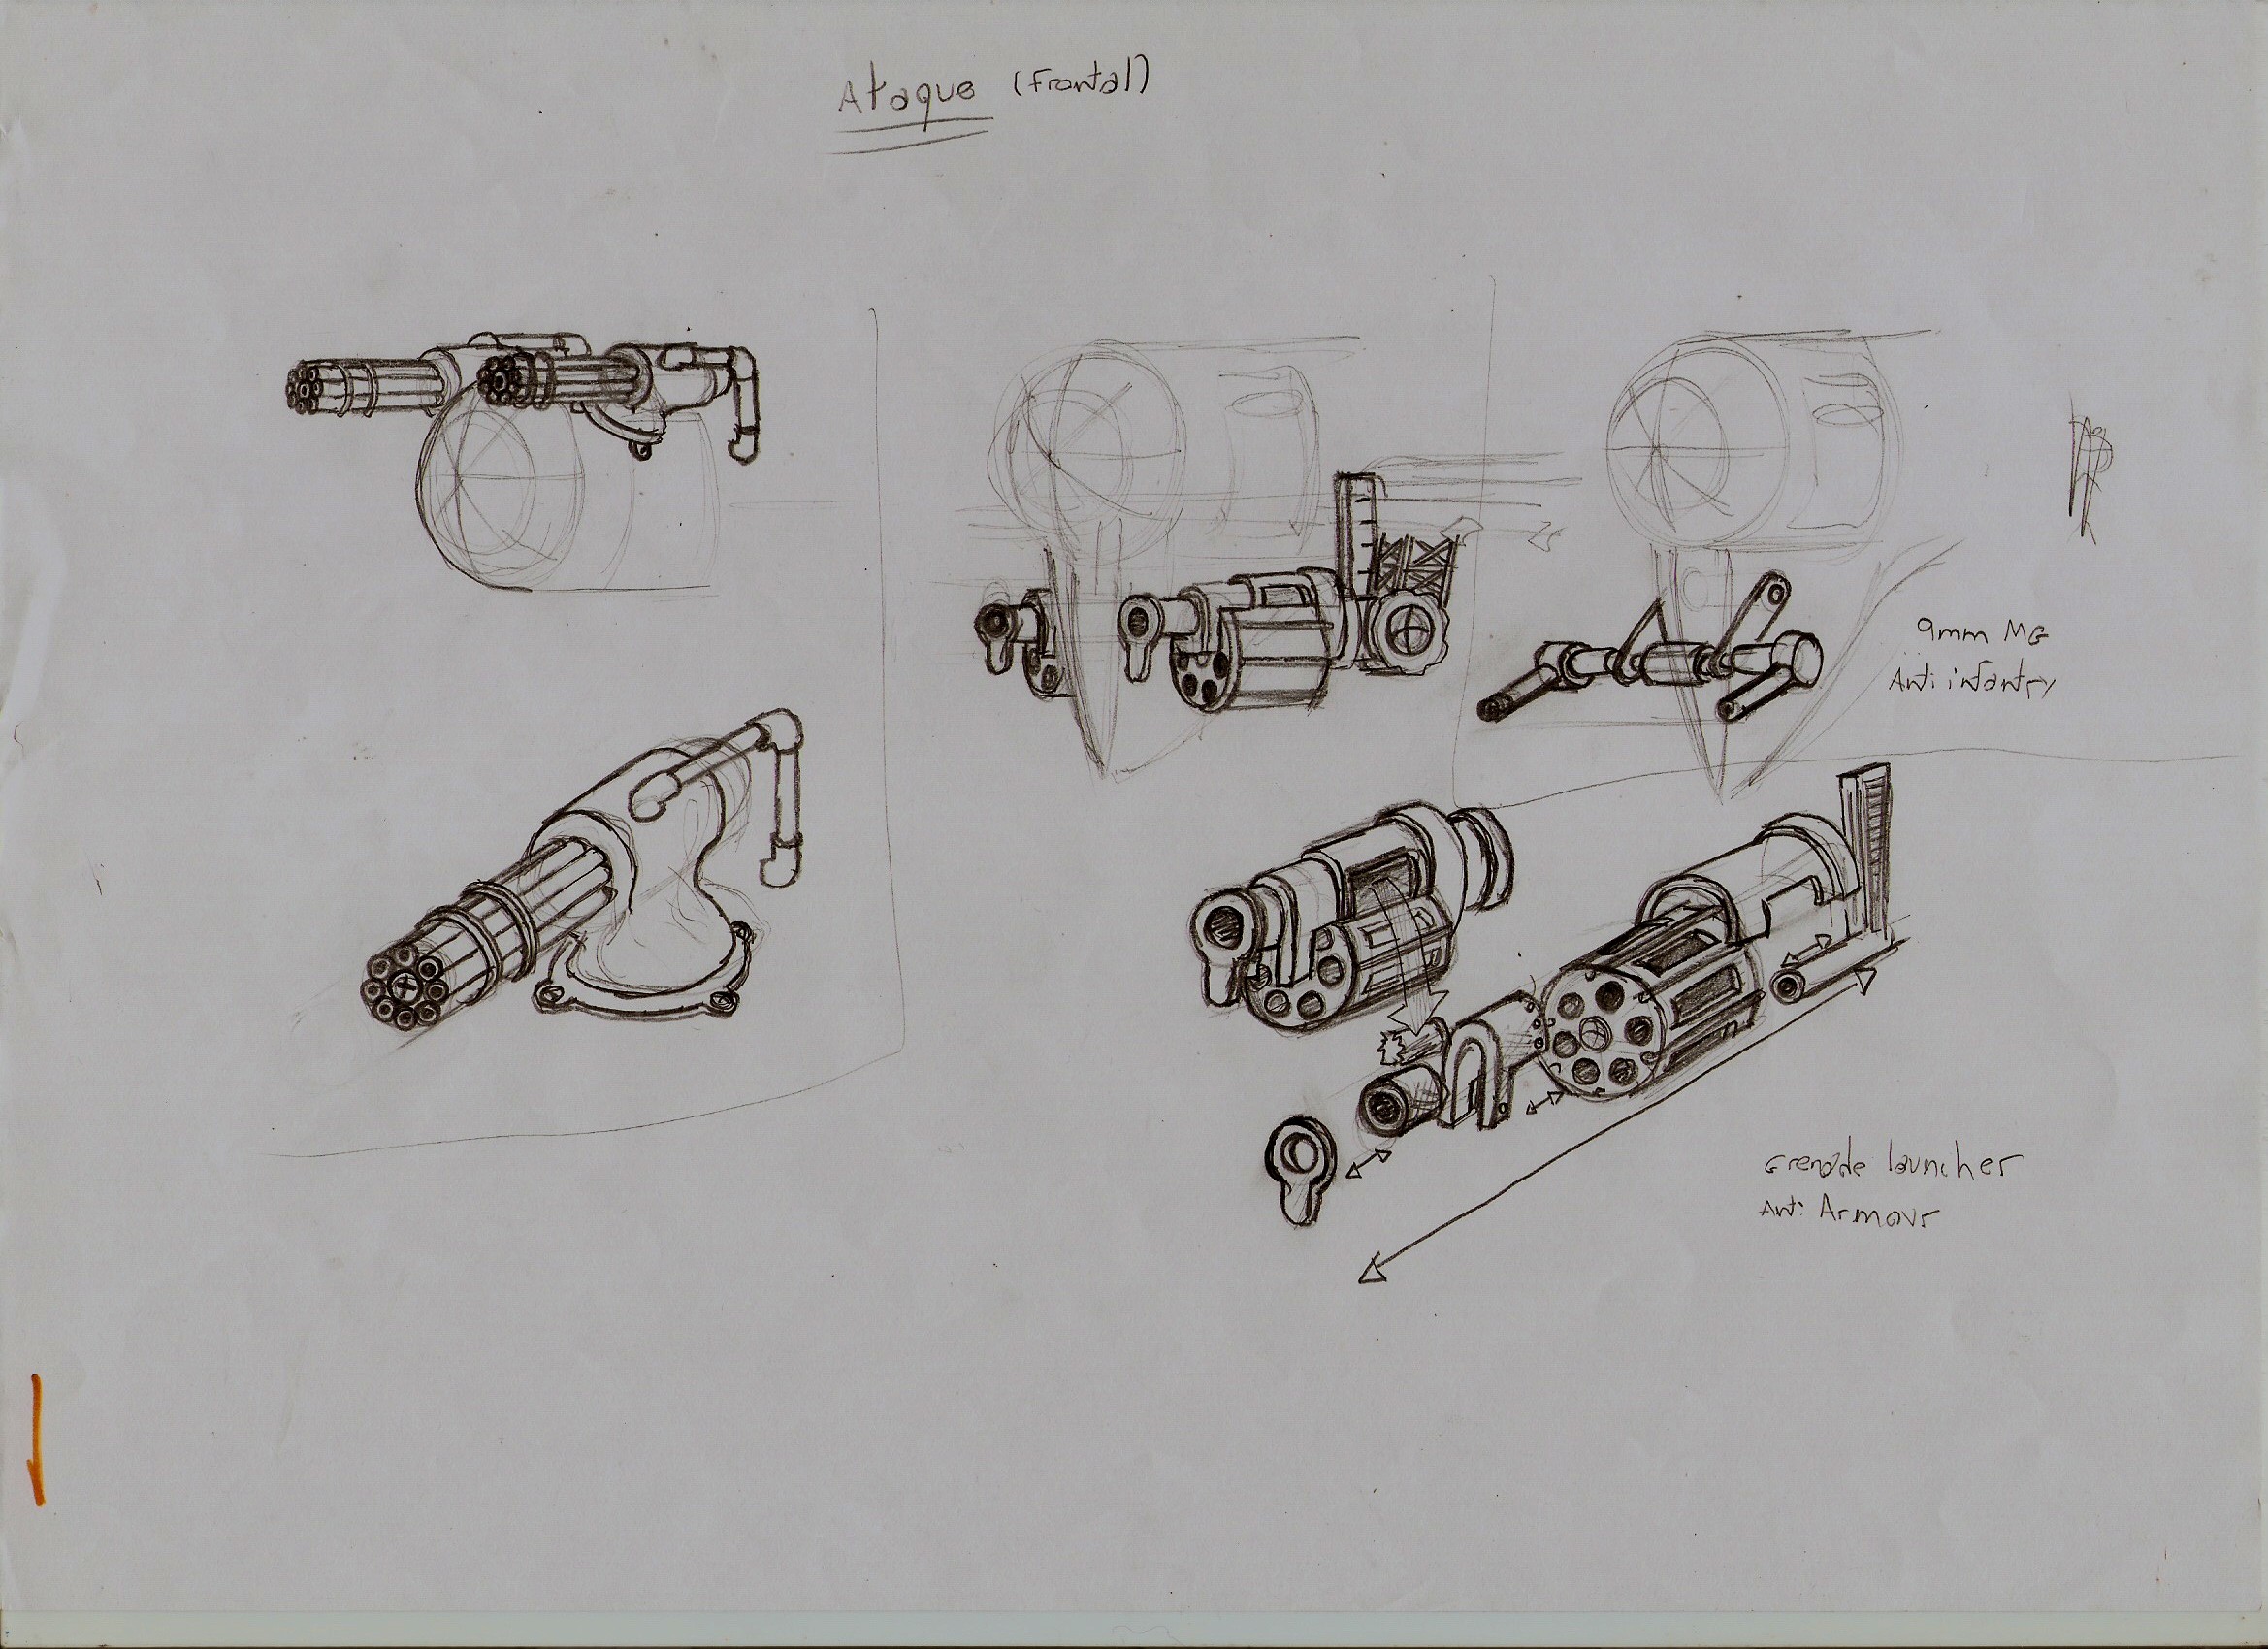 Ataque (frontal)
9mm MG
Anti infantry
Grenade launcher
Anti Armour